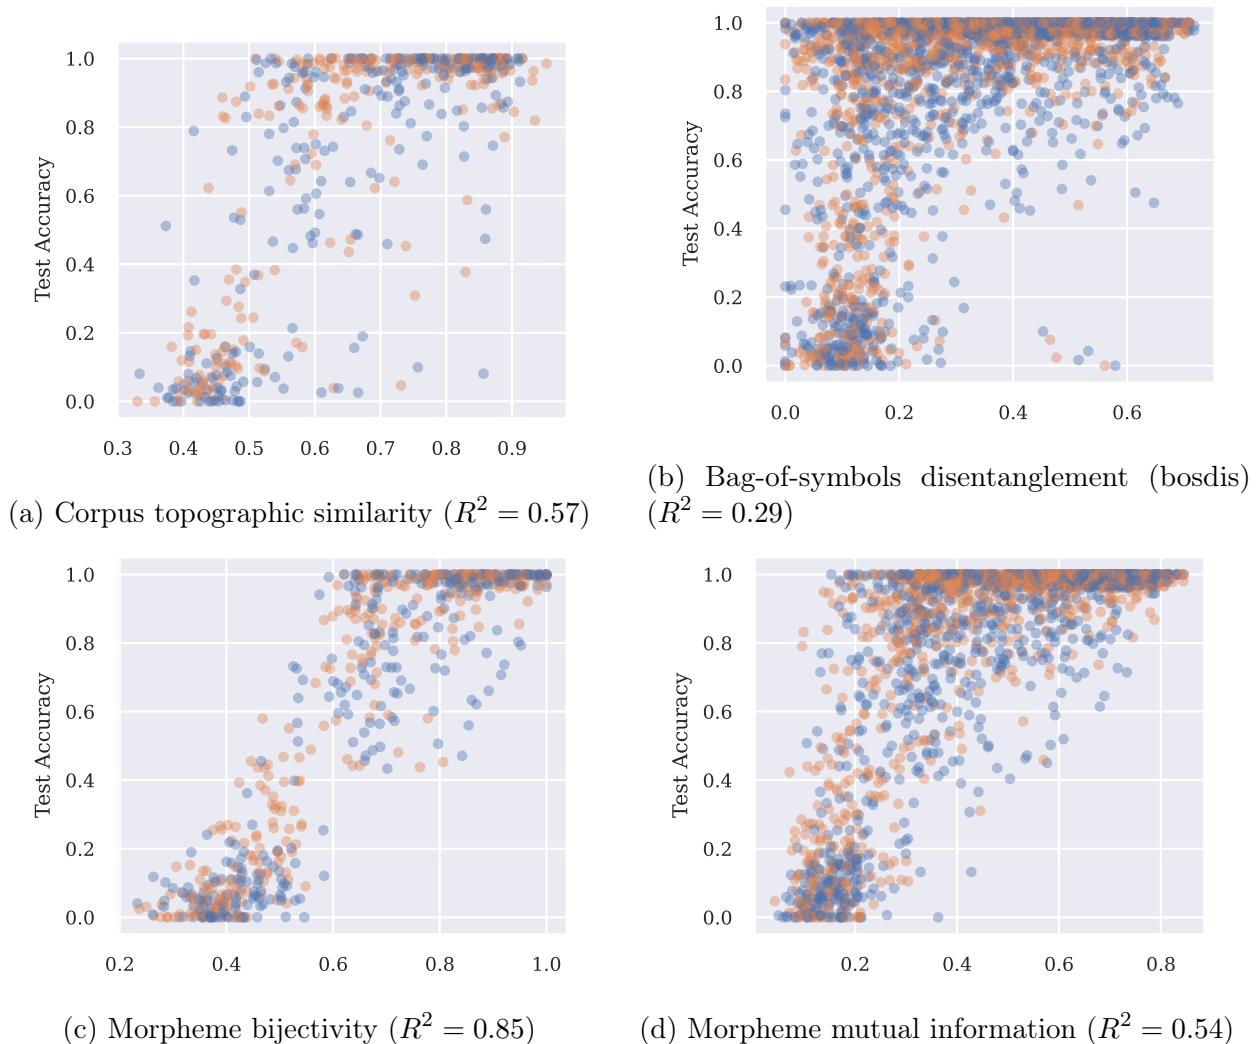 1.0
0.8
0.6
0.4
0.2
0.0
Test Accuracy
0.3 0.4 0.5 0.6 0.7 0.8 0.9
(a) Corpus topographic similarity (R² = 0.57)
1.0
0.8
0.6
0.4
0.2
0.0
Test Accuracy
0.0 0.2 0.4 0.6
(b) Bag-of-symbols disentanglement (bosdis)
(R² = 0.29)
1.0
0.8
0.6
0.4
0.2
0.0
Test Accuracy
0.2 0.4 0.6 0.8 1.0
(c) Morpheme bijectivity (R² = 0.85)
1.0
0.8
0.6
0.4
0.2
0.0
Test Accuracy
0.2 0.4 0.6 0.8
(d) Morpheme mutual information (R² = 0.54)